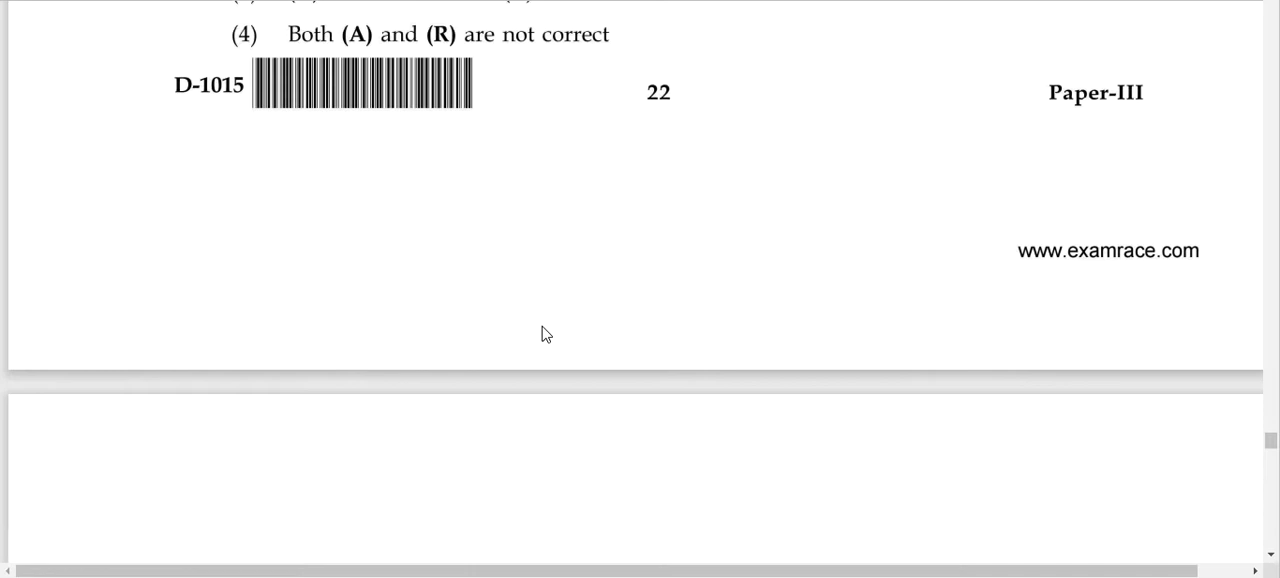 (4) Both (A) and (R) are not correct
D-1015 22 Paper-III
www.examrace.com